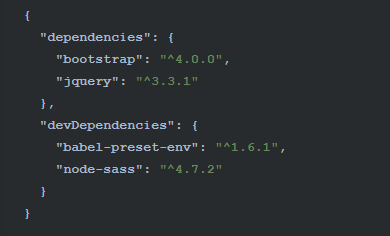 {
  "dependencies": {
    "bootstrap": "^4.0.0",
    "jquery": "^3.3.1"
  },
  "devDependencies": {
    "babel-preset-env": "^1.6.1",
    "node-sass": "^4.7.2"
  }
}